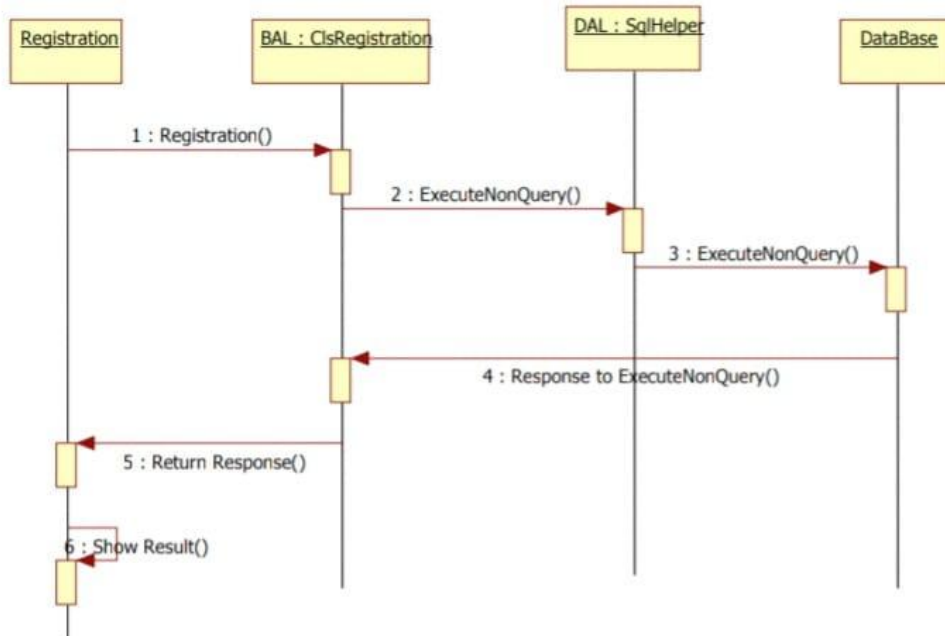 Registration
BAL : ClsRegistration
DAL : SqlHelper
DataBase
1 : Registration()
2 : ExecuteNonQuery()
3 : ExecuteNonQuery()
4 : Response to ExecuteNonQuery()
5 : Return Response()
6 : Show Result()